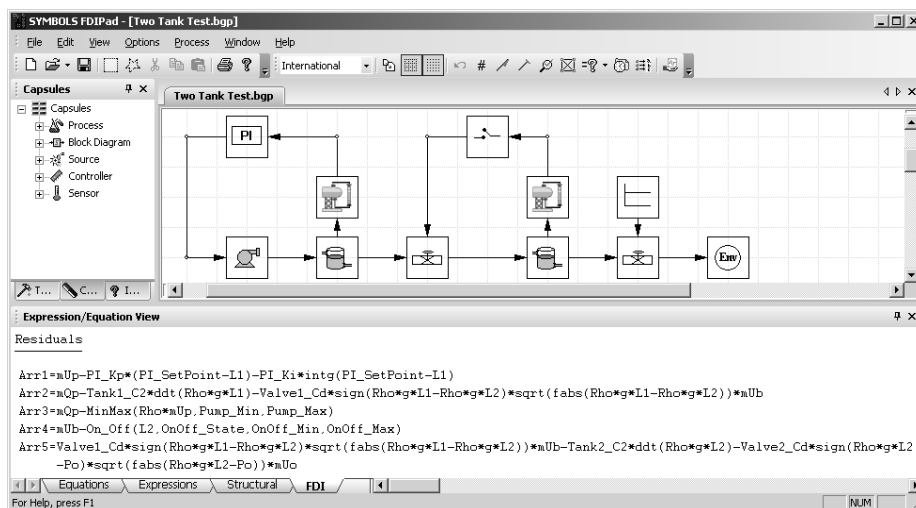 SYMBOLS FDIPad - [Two Tank Test.bgp]
File Edit View Options Process Window Help
International
Capsules
Two Tank Test.bgp
Capsules
Process
Block Diagram
Source
Controller
Sensor
PI
Env
T... C... I...
Expression/Equation View
Residuals
Arr1=mUp-PI_Kp*(PI_SetPoint-L1)-PI_Ki*intg(PI_SetPoint-L1)
Arr2=mQp-Tank1_C2*ddt(Rho*g*L1)-Valve1_Cd*sign(Rho*g*L1-Rho*g*L2)*sqrt(fabs(Rho*g*L1-Rho*g*L2))*mUb
Arr3=mQp-MinMax(Rho*mUp,Pump_Min,Pump_Max)
Arr4=mUb-On_Off(L2,OnOff_State,OnOff_Min,OnOff_Max)
Arr5=Valve1_Cd*sign(Rho*g*L1-Rho*g*L2)*sqrt(fabs(Rho*g*L1-Rho*g*L2))*mUb-Tank2_C2*ddt(Rho*g*L2)-Valve2_Cd*sign(Rho*g*L2
-Po)*sqrt(fabs(Rho*g*L2-Po))*mUo
Equations Expressions Structural FDI
For Help, press F1 NUM